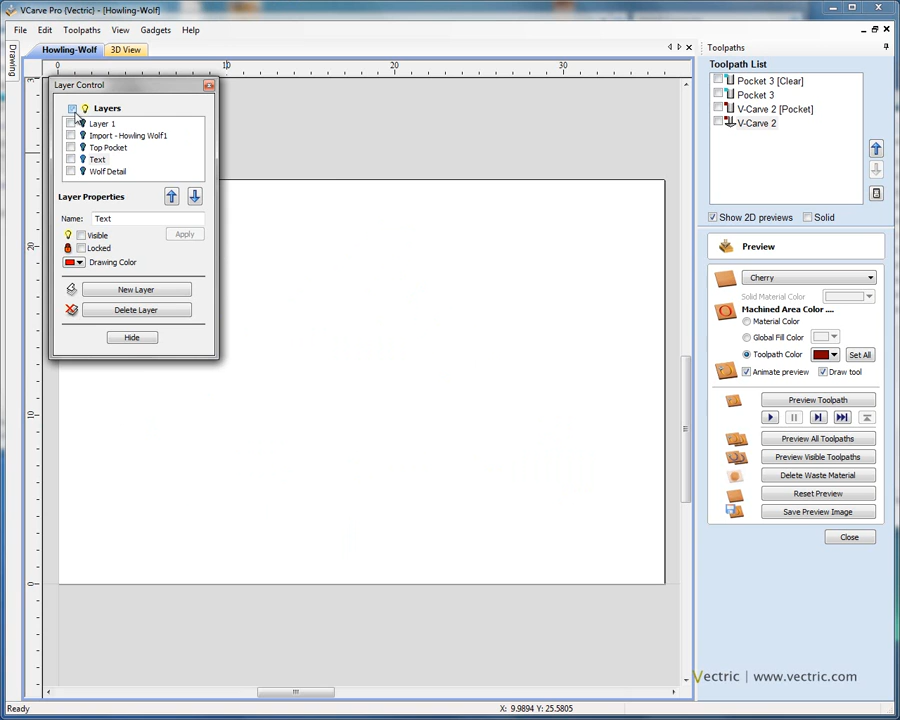 VCarve Pro (Vectric) - [Howling-Wolf]
File Edit Toolpaths View Gadgets Help
Drawing
Howling-Wolf 3D View
0 10 20 30
Layer Control
Layers
Layer 1
Import - Howling Wolf1
Top Pocket
Text
Wolf Detail
Layer Properties
Name: Text
Visible Apply
Locked
Drawing Color
New Layer
Delete Layer
Hide
20
10
0
Toolpaths
Toolpath List
Pocket 3 [Clear]
Pocket 3
V-Carve 2 [Pocket]
V-Carve 2
Show 2D previews Solid
Preview
Cherry
Solid Material Color
Machined Area Color ....
Material Color
Global Fill Color
Toolpath Color Set All
Animate preview Draw tool
Preview Toolpath
Preview All Toolpaths
Preview Visible Toolpaths
Delete Waste Material
Reset Preview
Save Preview Image
Close
Vectric | www.vectric.com
Ready X: 9.9894 Y: 25.5805